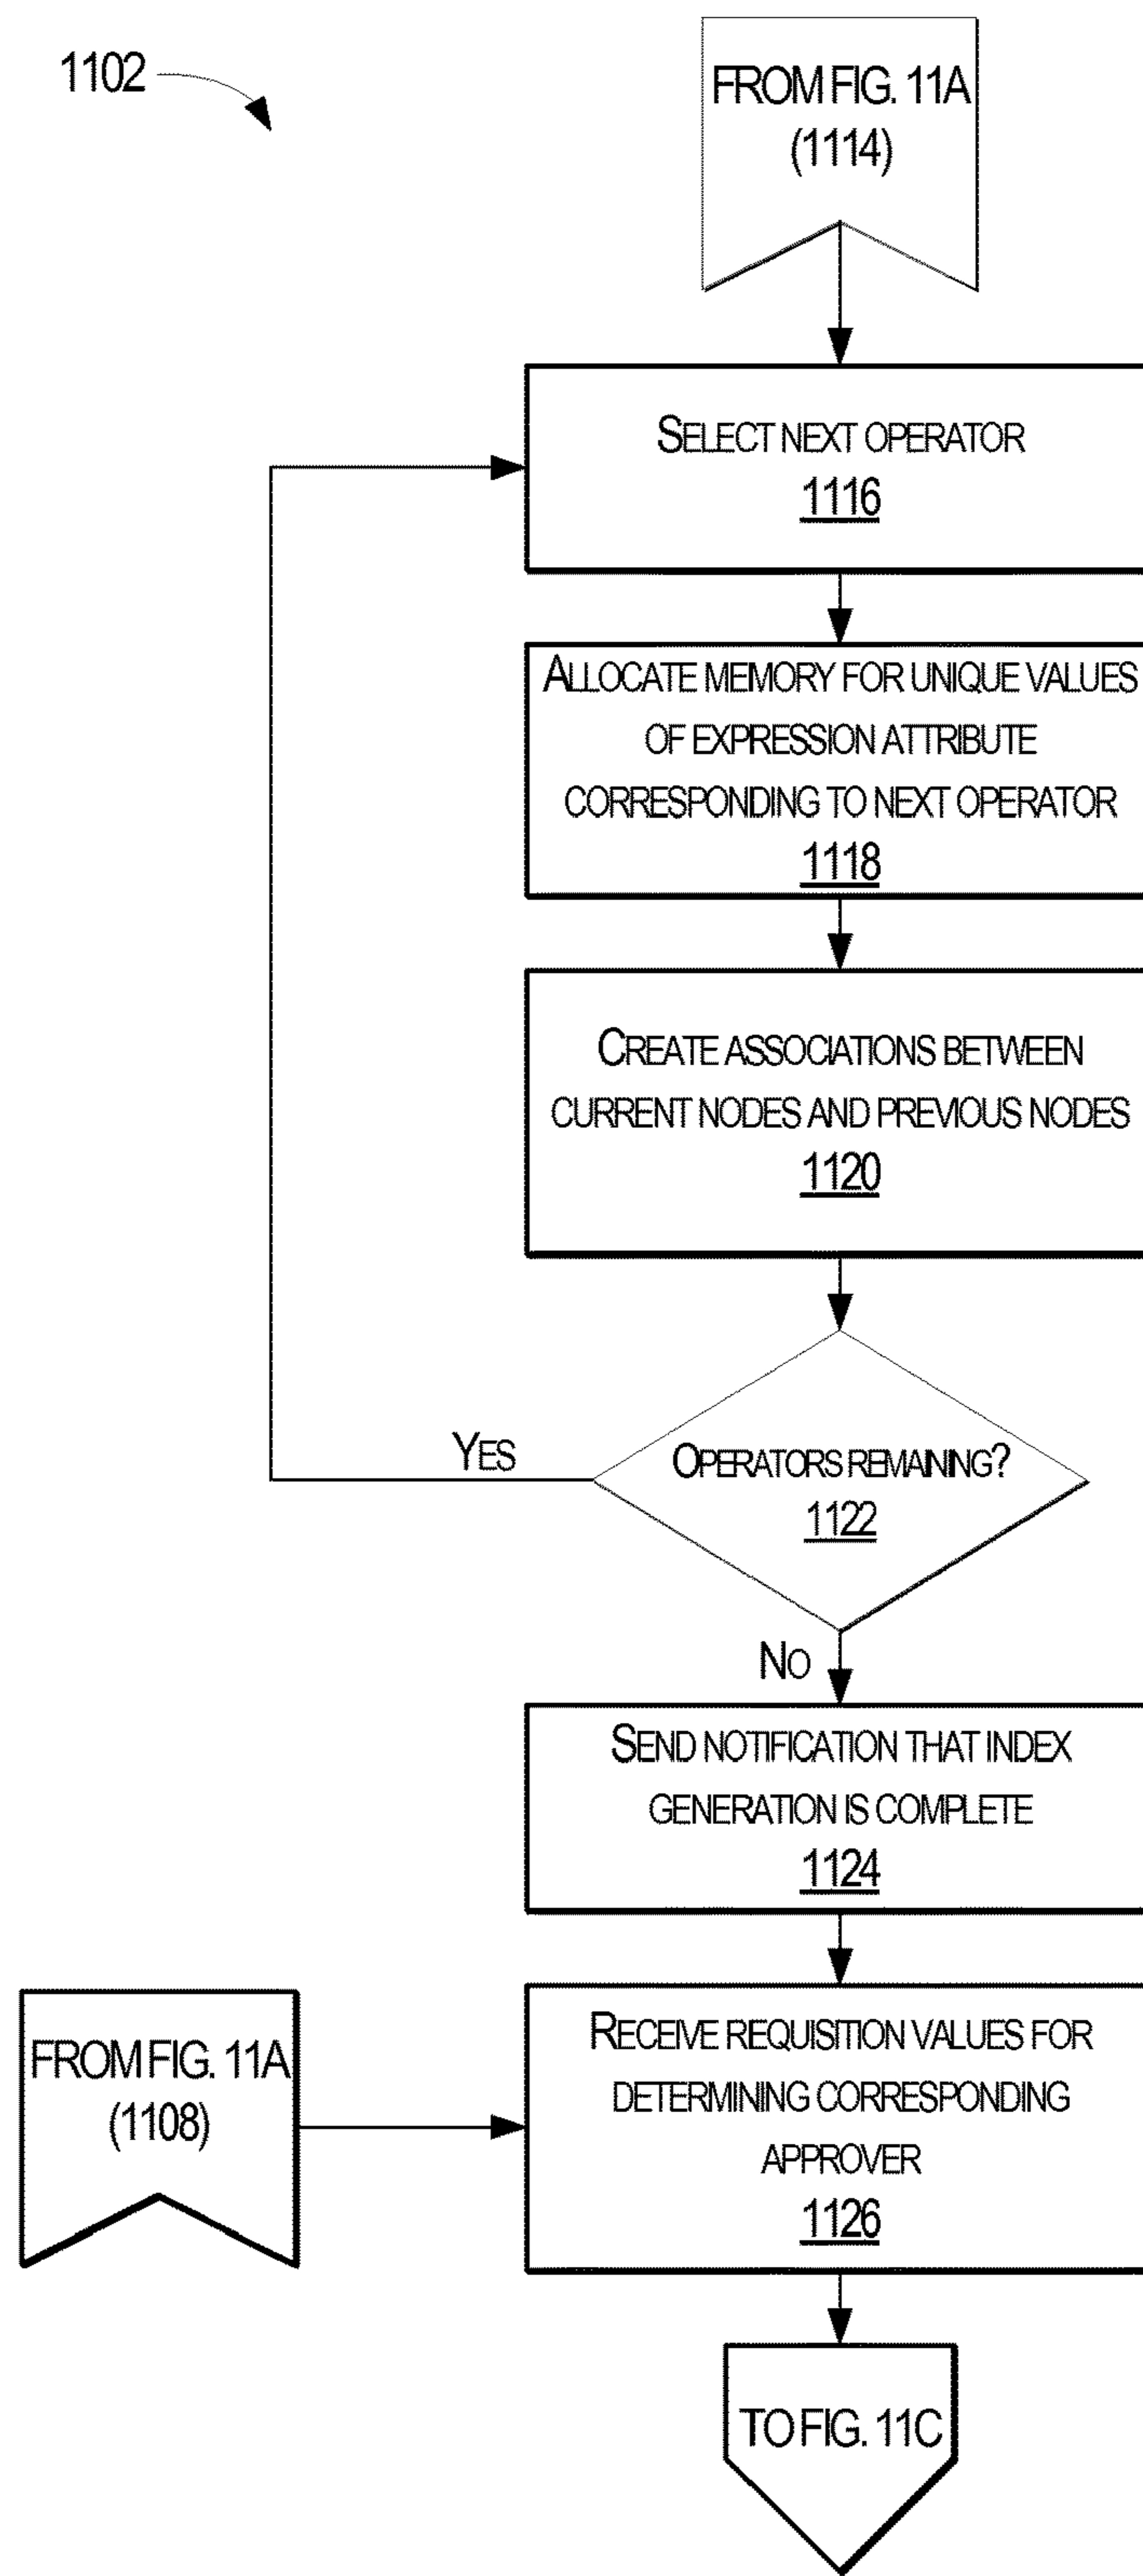 1102
FROM FIG. 11A
(1114)
SELECT NEXT OPERATOR
1116
ALLOCATE MEMORY FOR UNIQUE VALUES
OF EXPRESSION ATTRIBUTE
CORRESPONDING TO NEXT OPERATOR
1118
CREATE ASSOCIATIONS BETWEEN
CURRENT NODES AND PREVIOUS NODES
1120
YES
OPERATORS REMAINING?
1122
NO
SEND NOTIFICATION THAT INDEX
GENERATION IS COMPLETE
1124
FROM FIG. 11A
(1108)
RECEIVE REQUISITION VALUES FOR
DETERMINING CORRESPONDING
APPROVER
1126
TO FIG. 11C